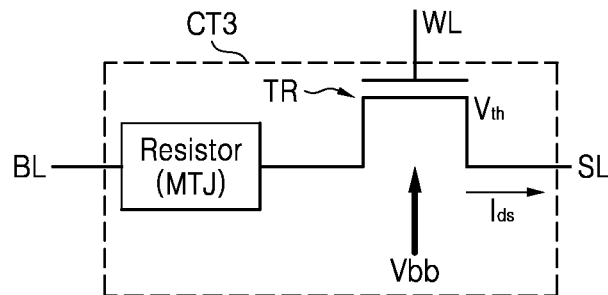 CT3
WL
TR
Vth
BL
Resistor
(MTJ)
SL
Ids
Vbb